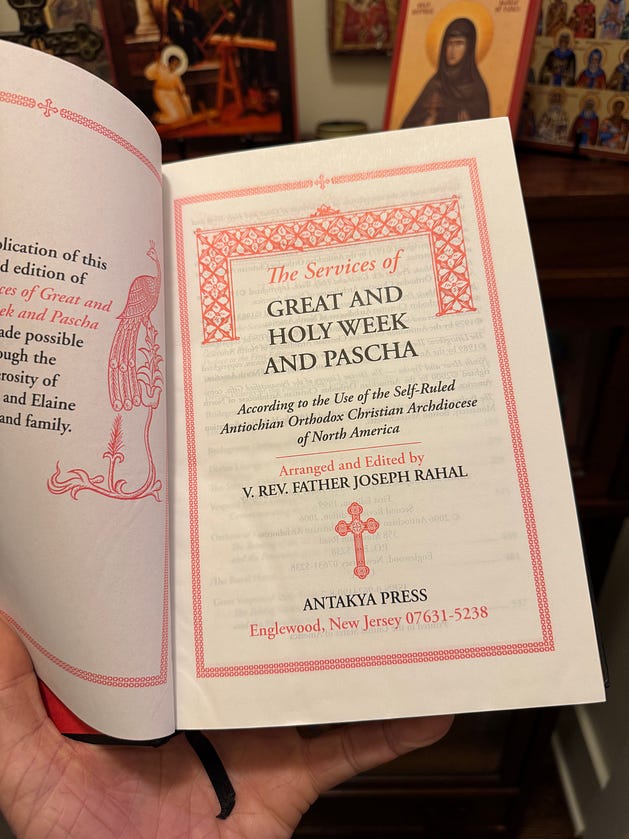 lication of this
d edition of
ces of Great and
ek and Pascha
ade possible
ough the
erosity of
and Elaine
and family.
The Services of
GREAT AND
HOLY WEEK
AND PASCHA
According to the Use of the Self-Ruled
Antiochian Orthodox Christian Archdiocese
of North America
Arranged and Edited by
V. REV. FATHER JOSEPH RAHAL
ANTAKYA PRESS
Englewood, New Jersey 07631-5238